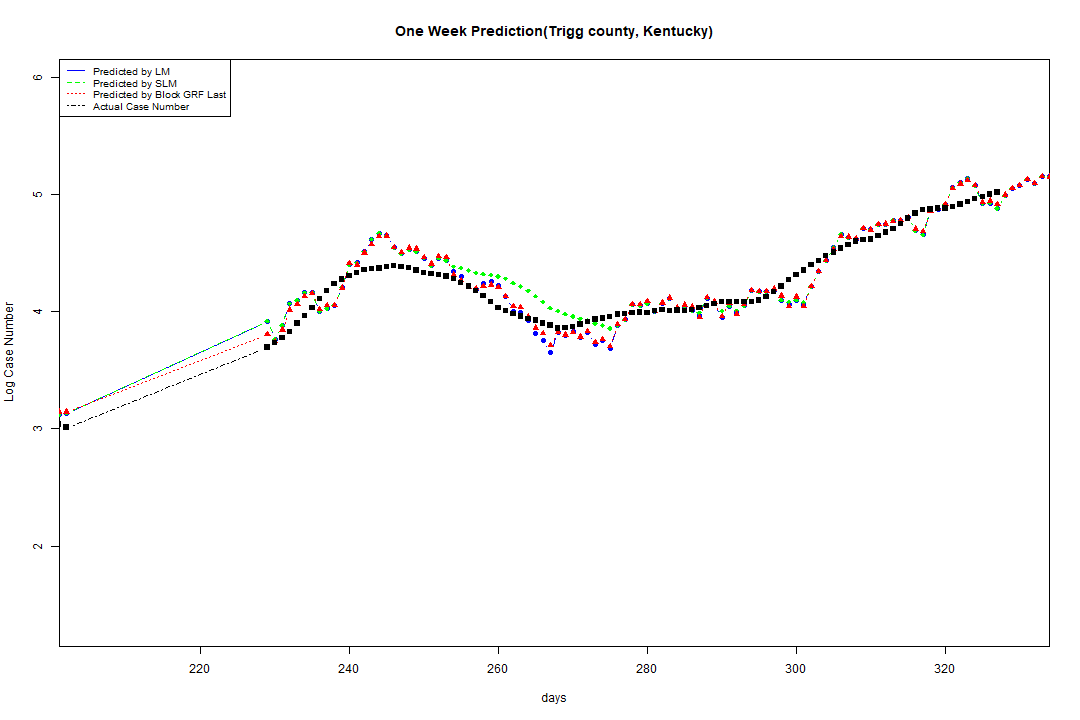 One Week Prediction(Trigg county, Kentucky)
Predicted by LM
Predicted by SLM
Predicted by Block GRF Last
Actual Case Number
6
5
4
3
2
Log Case Number
220 240 260 280 300 320
days